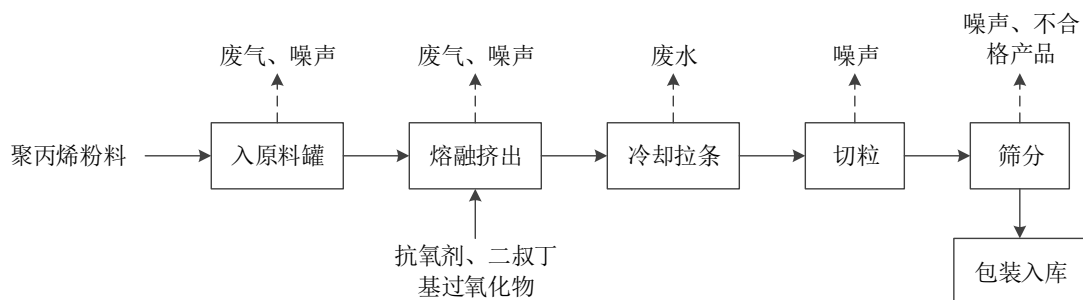 废气、噪声
废气、噪声
废水
噪声
噪声、不合
格产品
聚丙烯粉料
入原料罐
熔融挤出
冷却拉条
切粒
筛分
抗氧剂、二叔丁
基过氧化物
包装入库